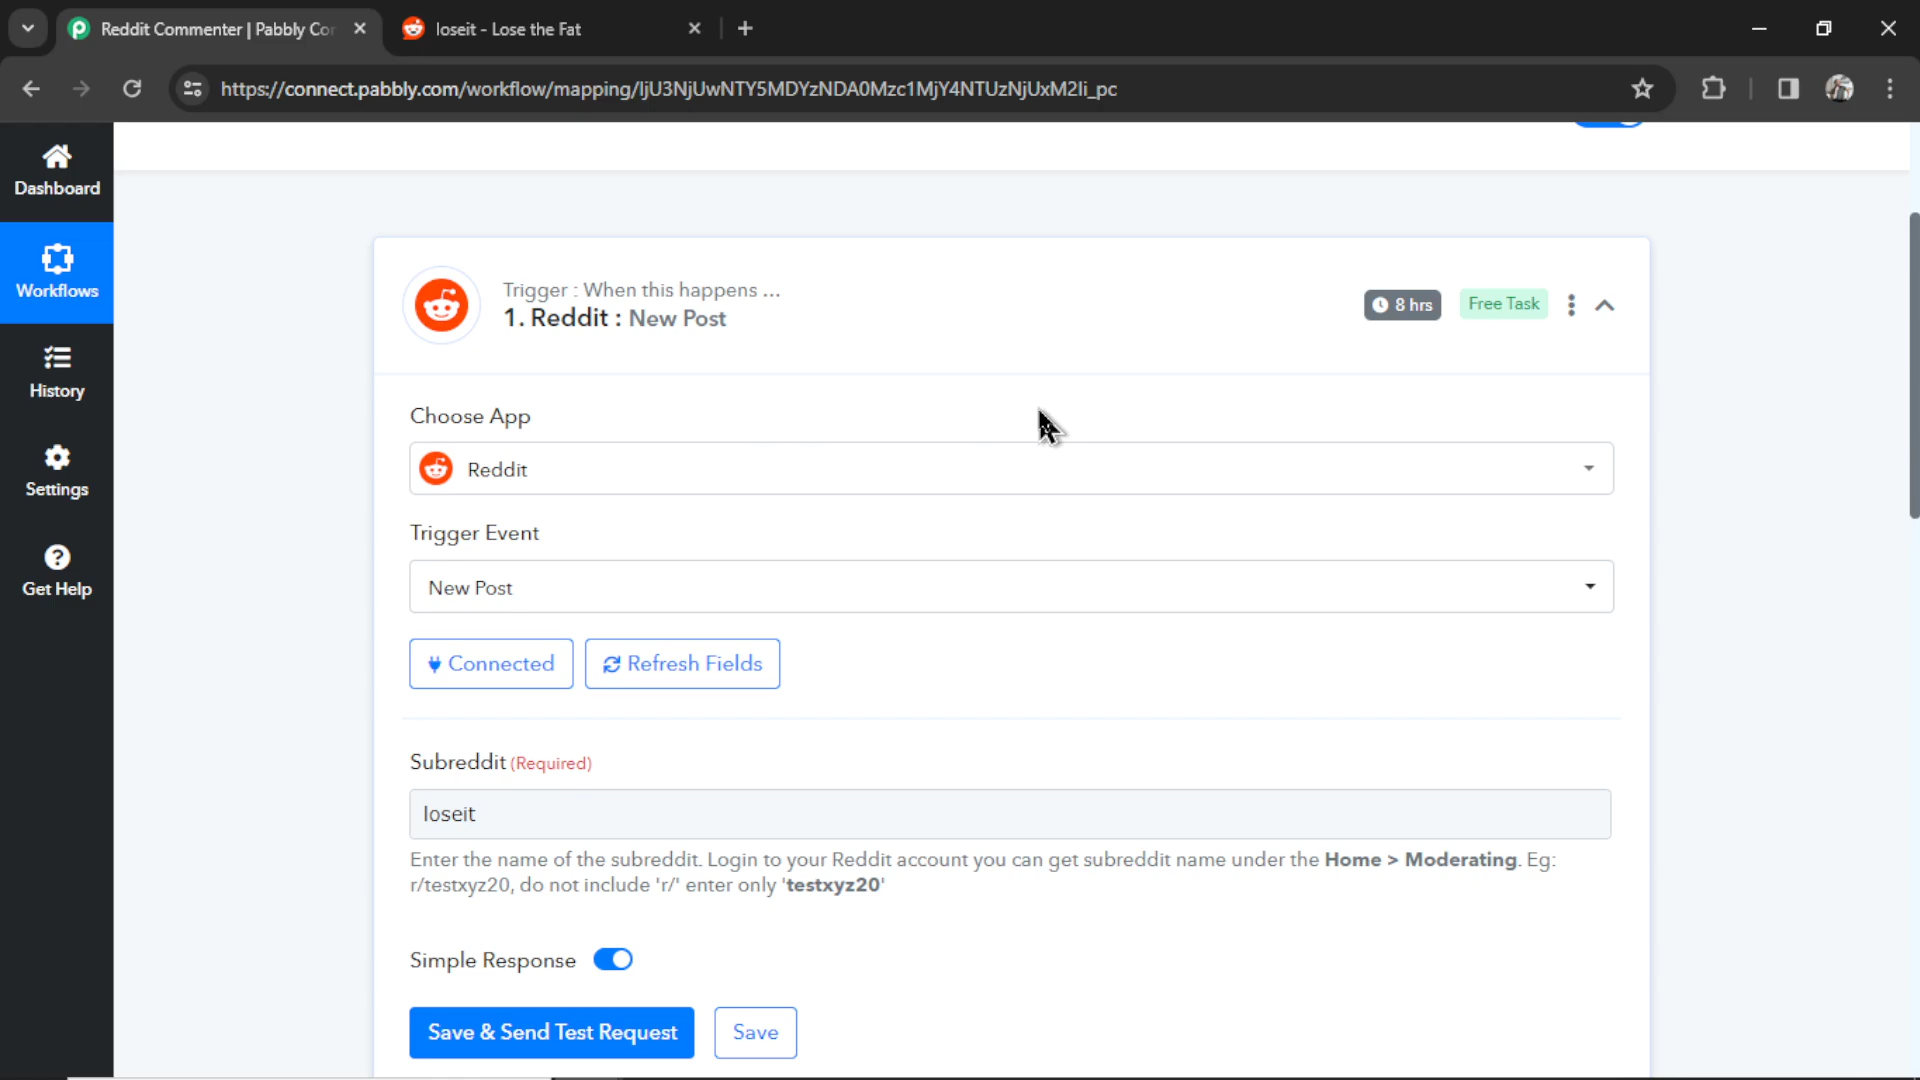 Reddit Commenter | Pabbly Cor
loseit - Lose the Fat
https://connect.pabbly.com/workflow/mapping/IjU3NjUwNTY5MDYzNDA0Mzc1MjY4NTUzNjUxM2Ii_pc
Dashboard
Workflows
History
Settings
Get Help
Trigger : When this happens ...
1. Reddit : New Post
8 hrs
Free Task
Choose App
Reddit
Trigger Event
New Post
Connected
Refresh Fields
Subreddit (Required)
loseit
Enter the name of the subreddit. Login to your Reddit account you can get subreddit name under the Home > Moderating. Eg:
r/testxyz20, do not include 'r/' enter only 'testxyz20'
Simple Response
Save & Send Test Request
Save